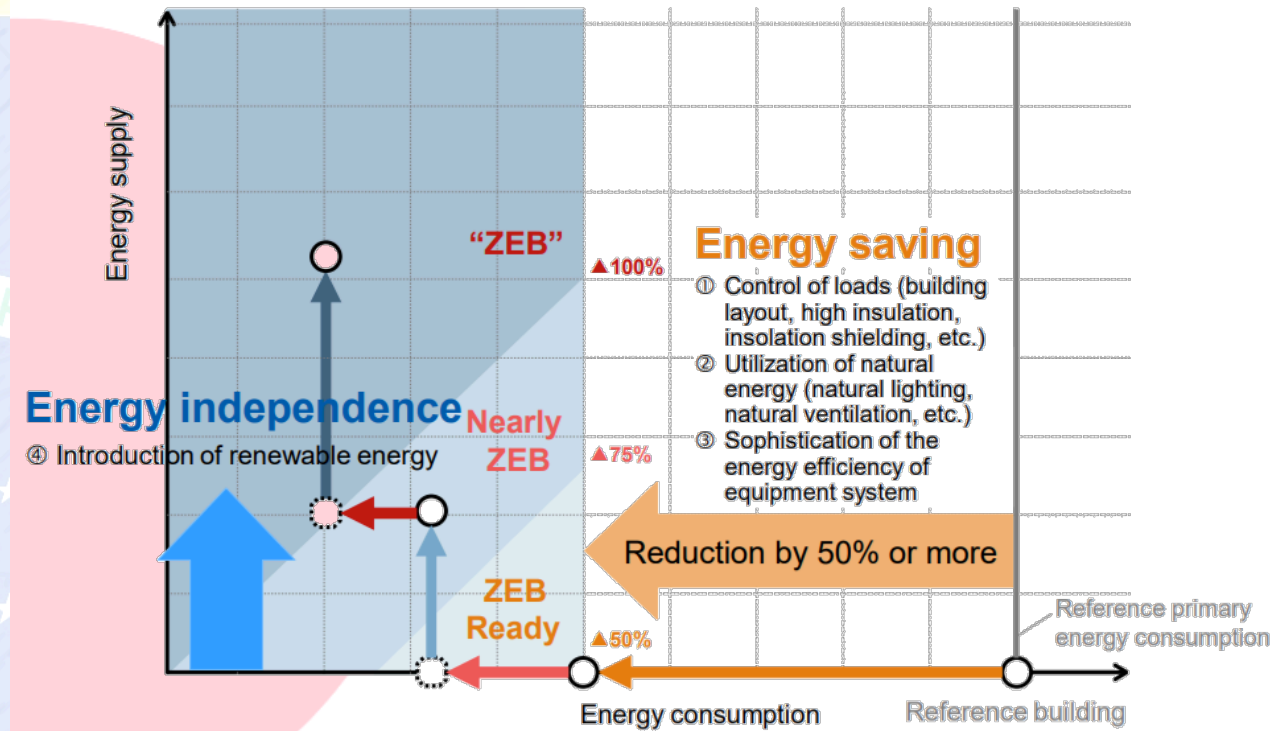 Energy supply
“ZEB”
▲100%
Energy saving
① Control of loads (building
layout, high insulation,
insolation shielding, etc.)
② Utilization of natural
energy (natural lighting,
natural ventilation, etc.)
③ Sophistication of the
energy efficiency of
equipment system
Energy independence
④ Introduction of renewable energy
Nearly
ZEB
▲75%
Reduction by 50% or more
ZEB
Ready
▲50%
Reference primary
energy consumption
Energy consumption
Reference building